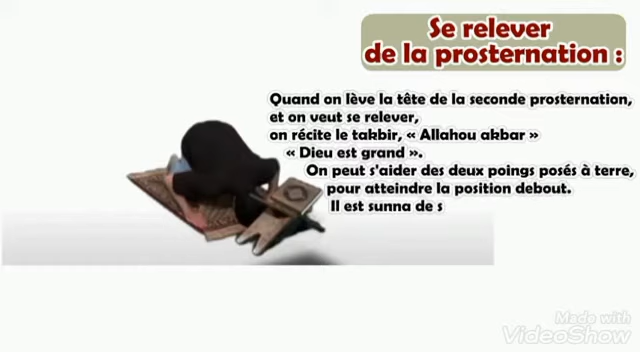 Se relever
de la prosternation :
Quand on lève la tête de la seconde prosternation,
et on veut se relever,
on récite le takbir, « Allahou akbar »
« Dieu est grand ».
On peut s'aider des deux poings posés à terre,
pour atteindre la position debout.
Il est sunna de s
Made with
VideoShow